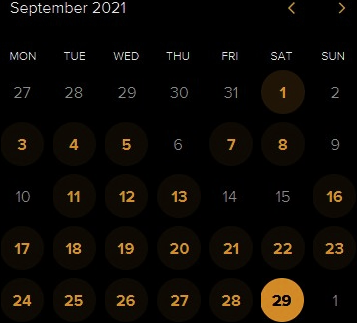 September 2021 < >
MON TUE WED THU FRI SAT SUN
27 28 29 30 31 1 2
3 4 5 6 7 8 9
10 11 12 13 14 15 16
17 18 19 20 21 22 23
24 25 26 27 28 29 1